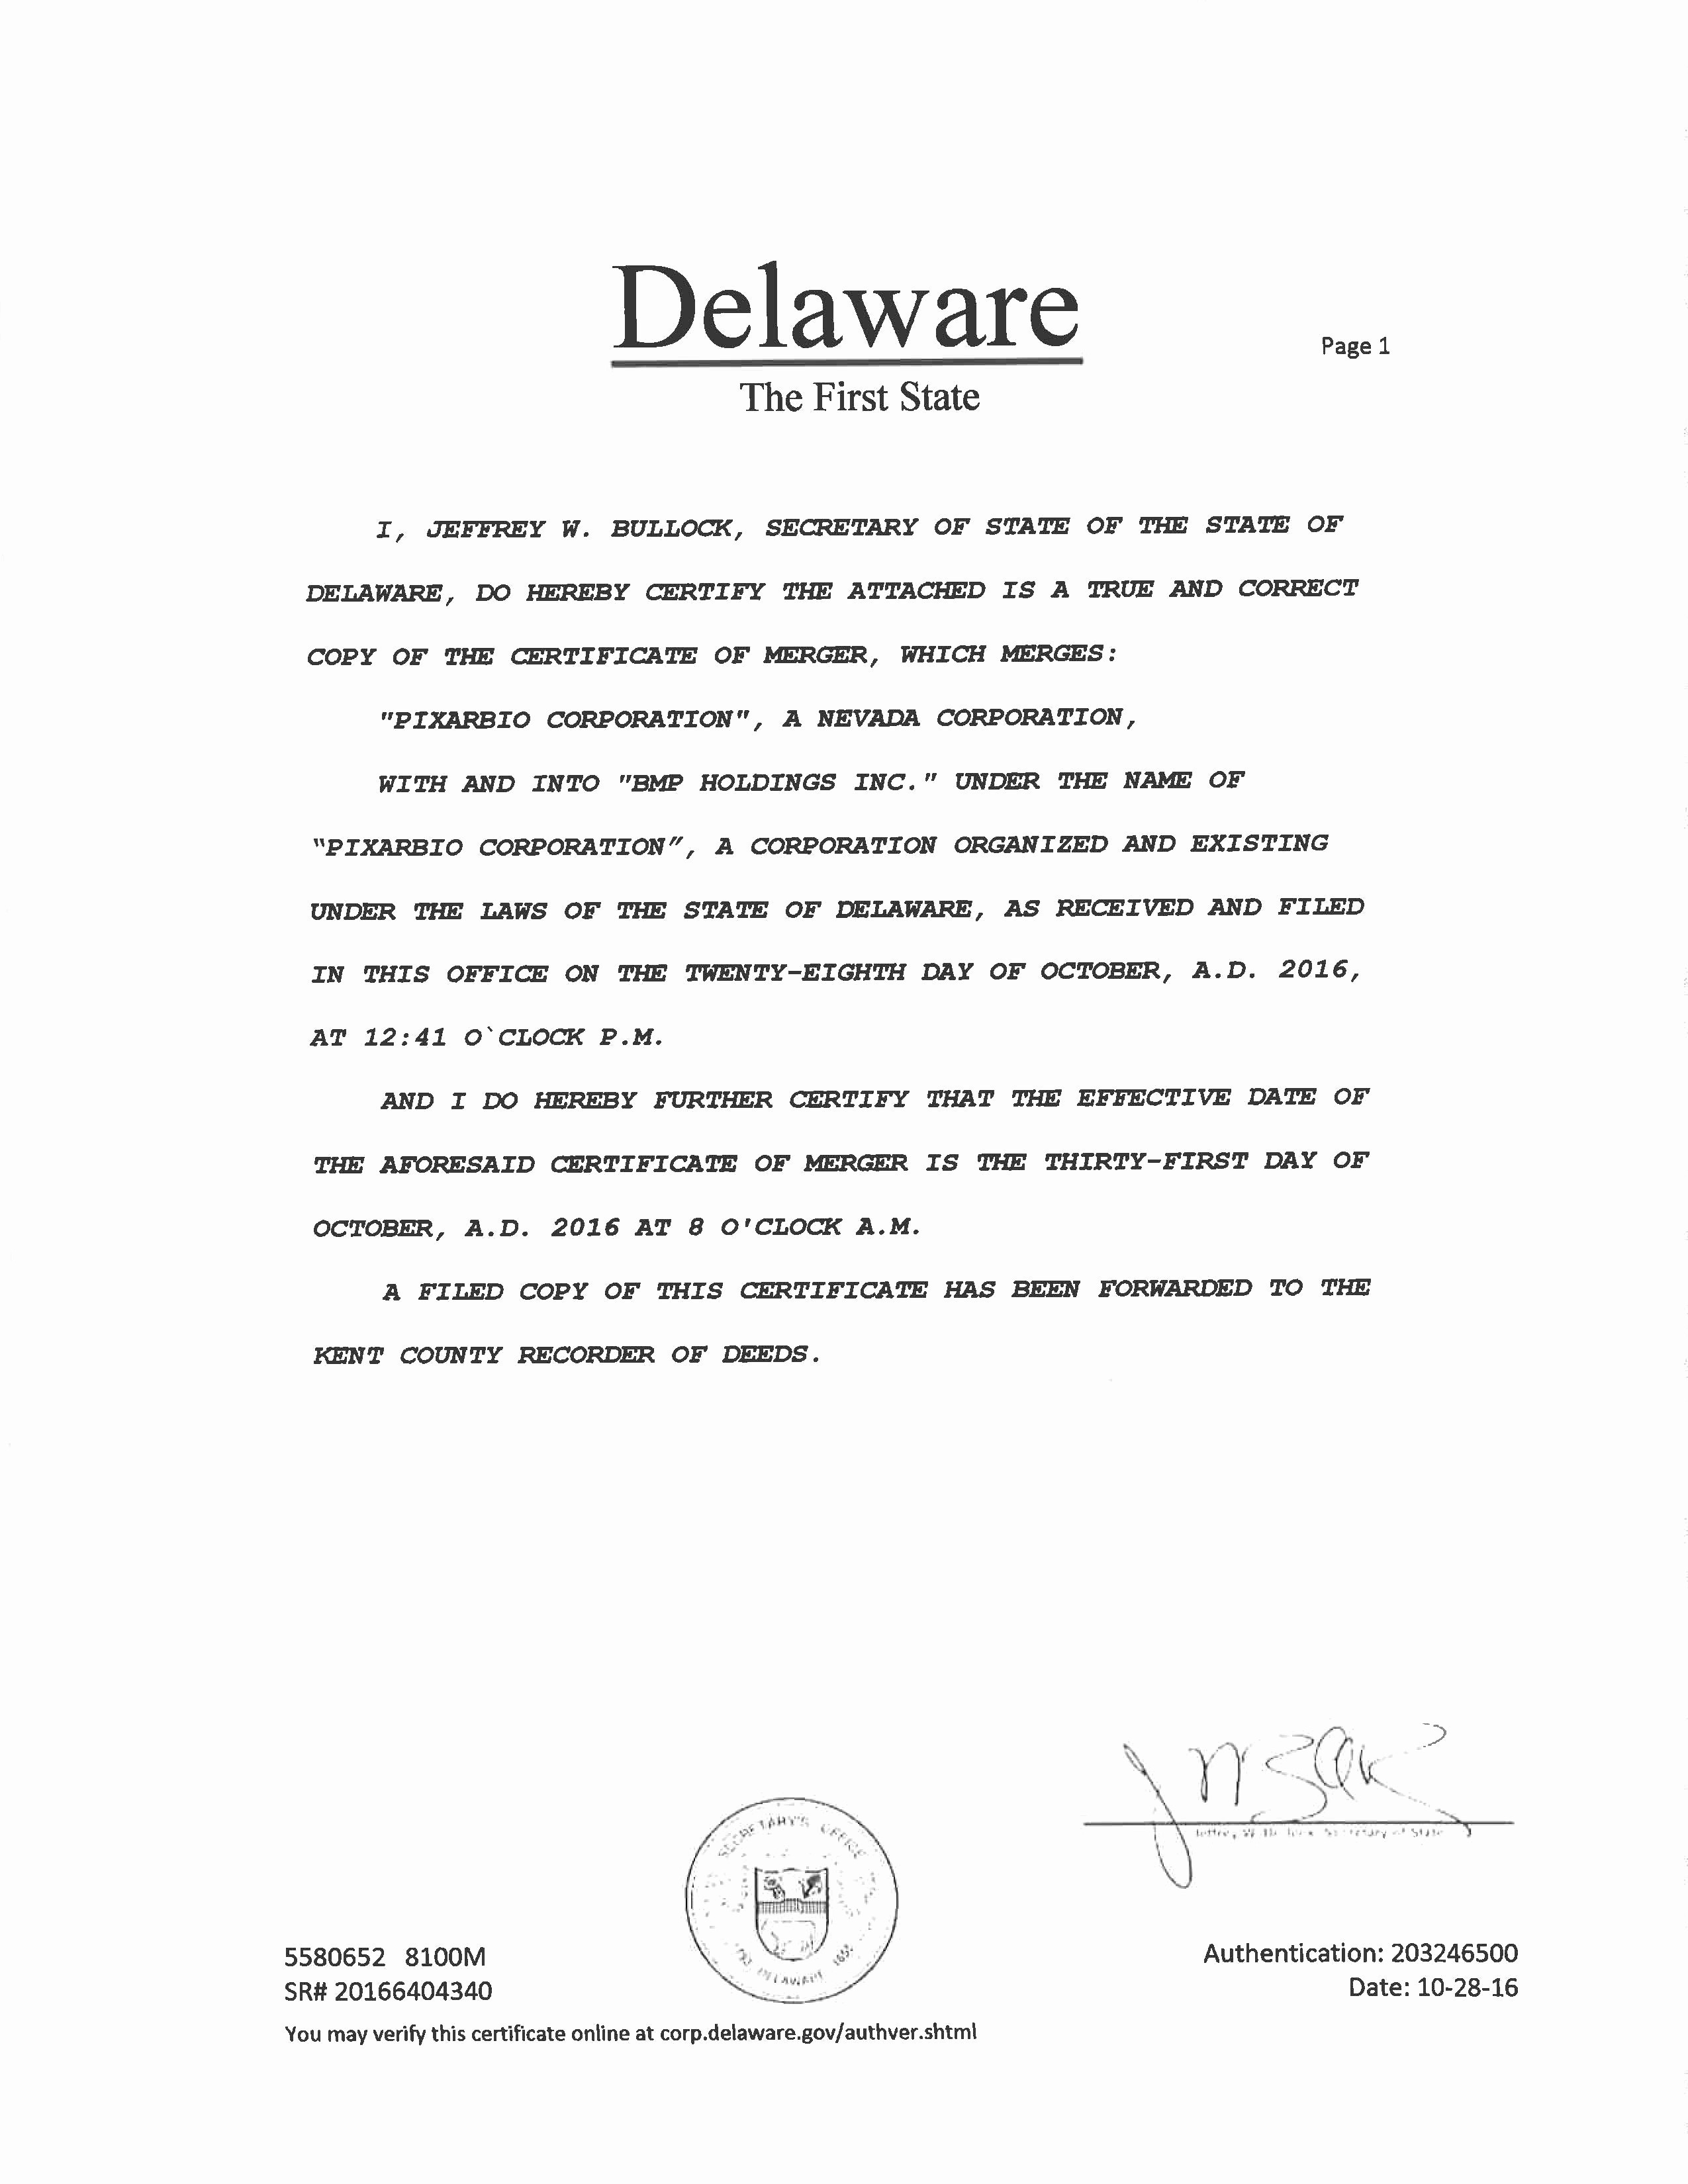 Delaware
Page 1
The First State
I, JEFFREY W. BULLOCK, SECRETARY OF STATE OF THE STATE OF
DELAWARE, DO HEREBY CERTIFY THE ATTACHED IS A TRUE AND CORRECT
COPY OF THE CERTIFICATE OF MERGER, WHICH MERGES:
"PIXARBIO CORPORATION", A NEVADA CORPORATION,
WITH AND INTO "BMP HOLDINGS INC." UNDER THE NAME OF
"PIXARBIO CORPORATION", A CORPORATION ORGANIZED AND EXISTING
UNDER THE LAWS OF THE STATE OF DELAWARE, AS RECEIVED AND FILED
IN THIS OFFICE ON THE TWENTY-EIGHTH DAY OF OCTOBER, A.D. 2016,
AT 12:41 O`CLOCK P.M.
AND I DO HEREBY FURTHER CERTIFY THAT THE EFFECTIVE DATE OF
THE AFORESAID CERTIFICATE OF MERGER IS THE THIRTY-FIRST DAY OF
OCTOBER, A.D. 2016 AT 8 O'CLOCK A.M.
A FILED COPY OF THIS CERTIFICATE HAS BEEN FORWARDED TO THE
KENT COUNTY RECORDER OF DEEDS.
Jeffrey W. Bullock, Secretary of State
SECRETARY'S OFFICE
DELAWARE
5580652 8100M
SR# 20166404340
Authentication: 203246500
Date: 10-28-16
You may verify this certificate online at corp.delaware.gov/authver.shtml